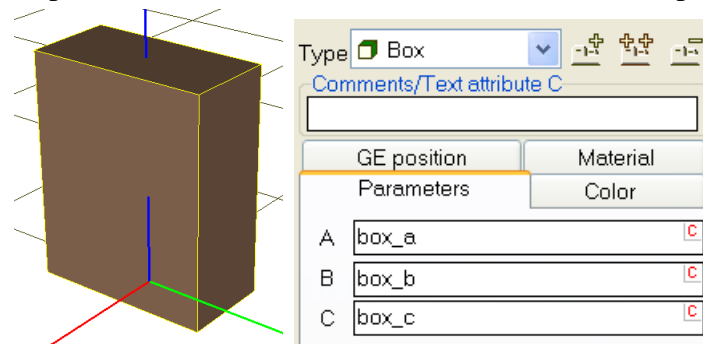 Type Box
Comments/Text attribute C
GE position Material
Parameters Color
A box_a C
B box_b C
C box_c C